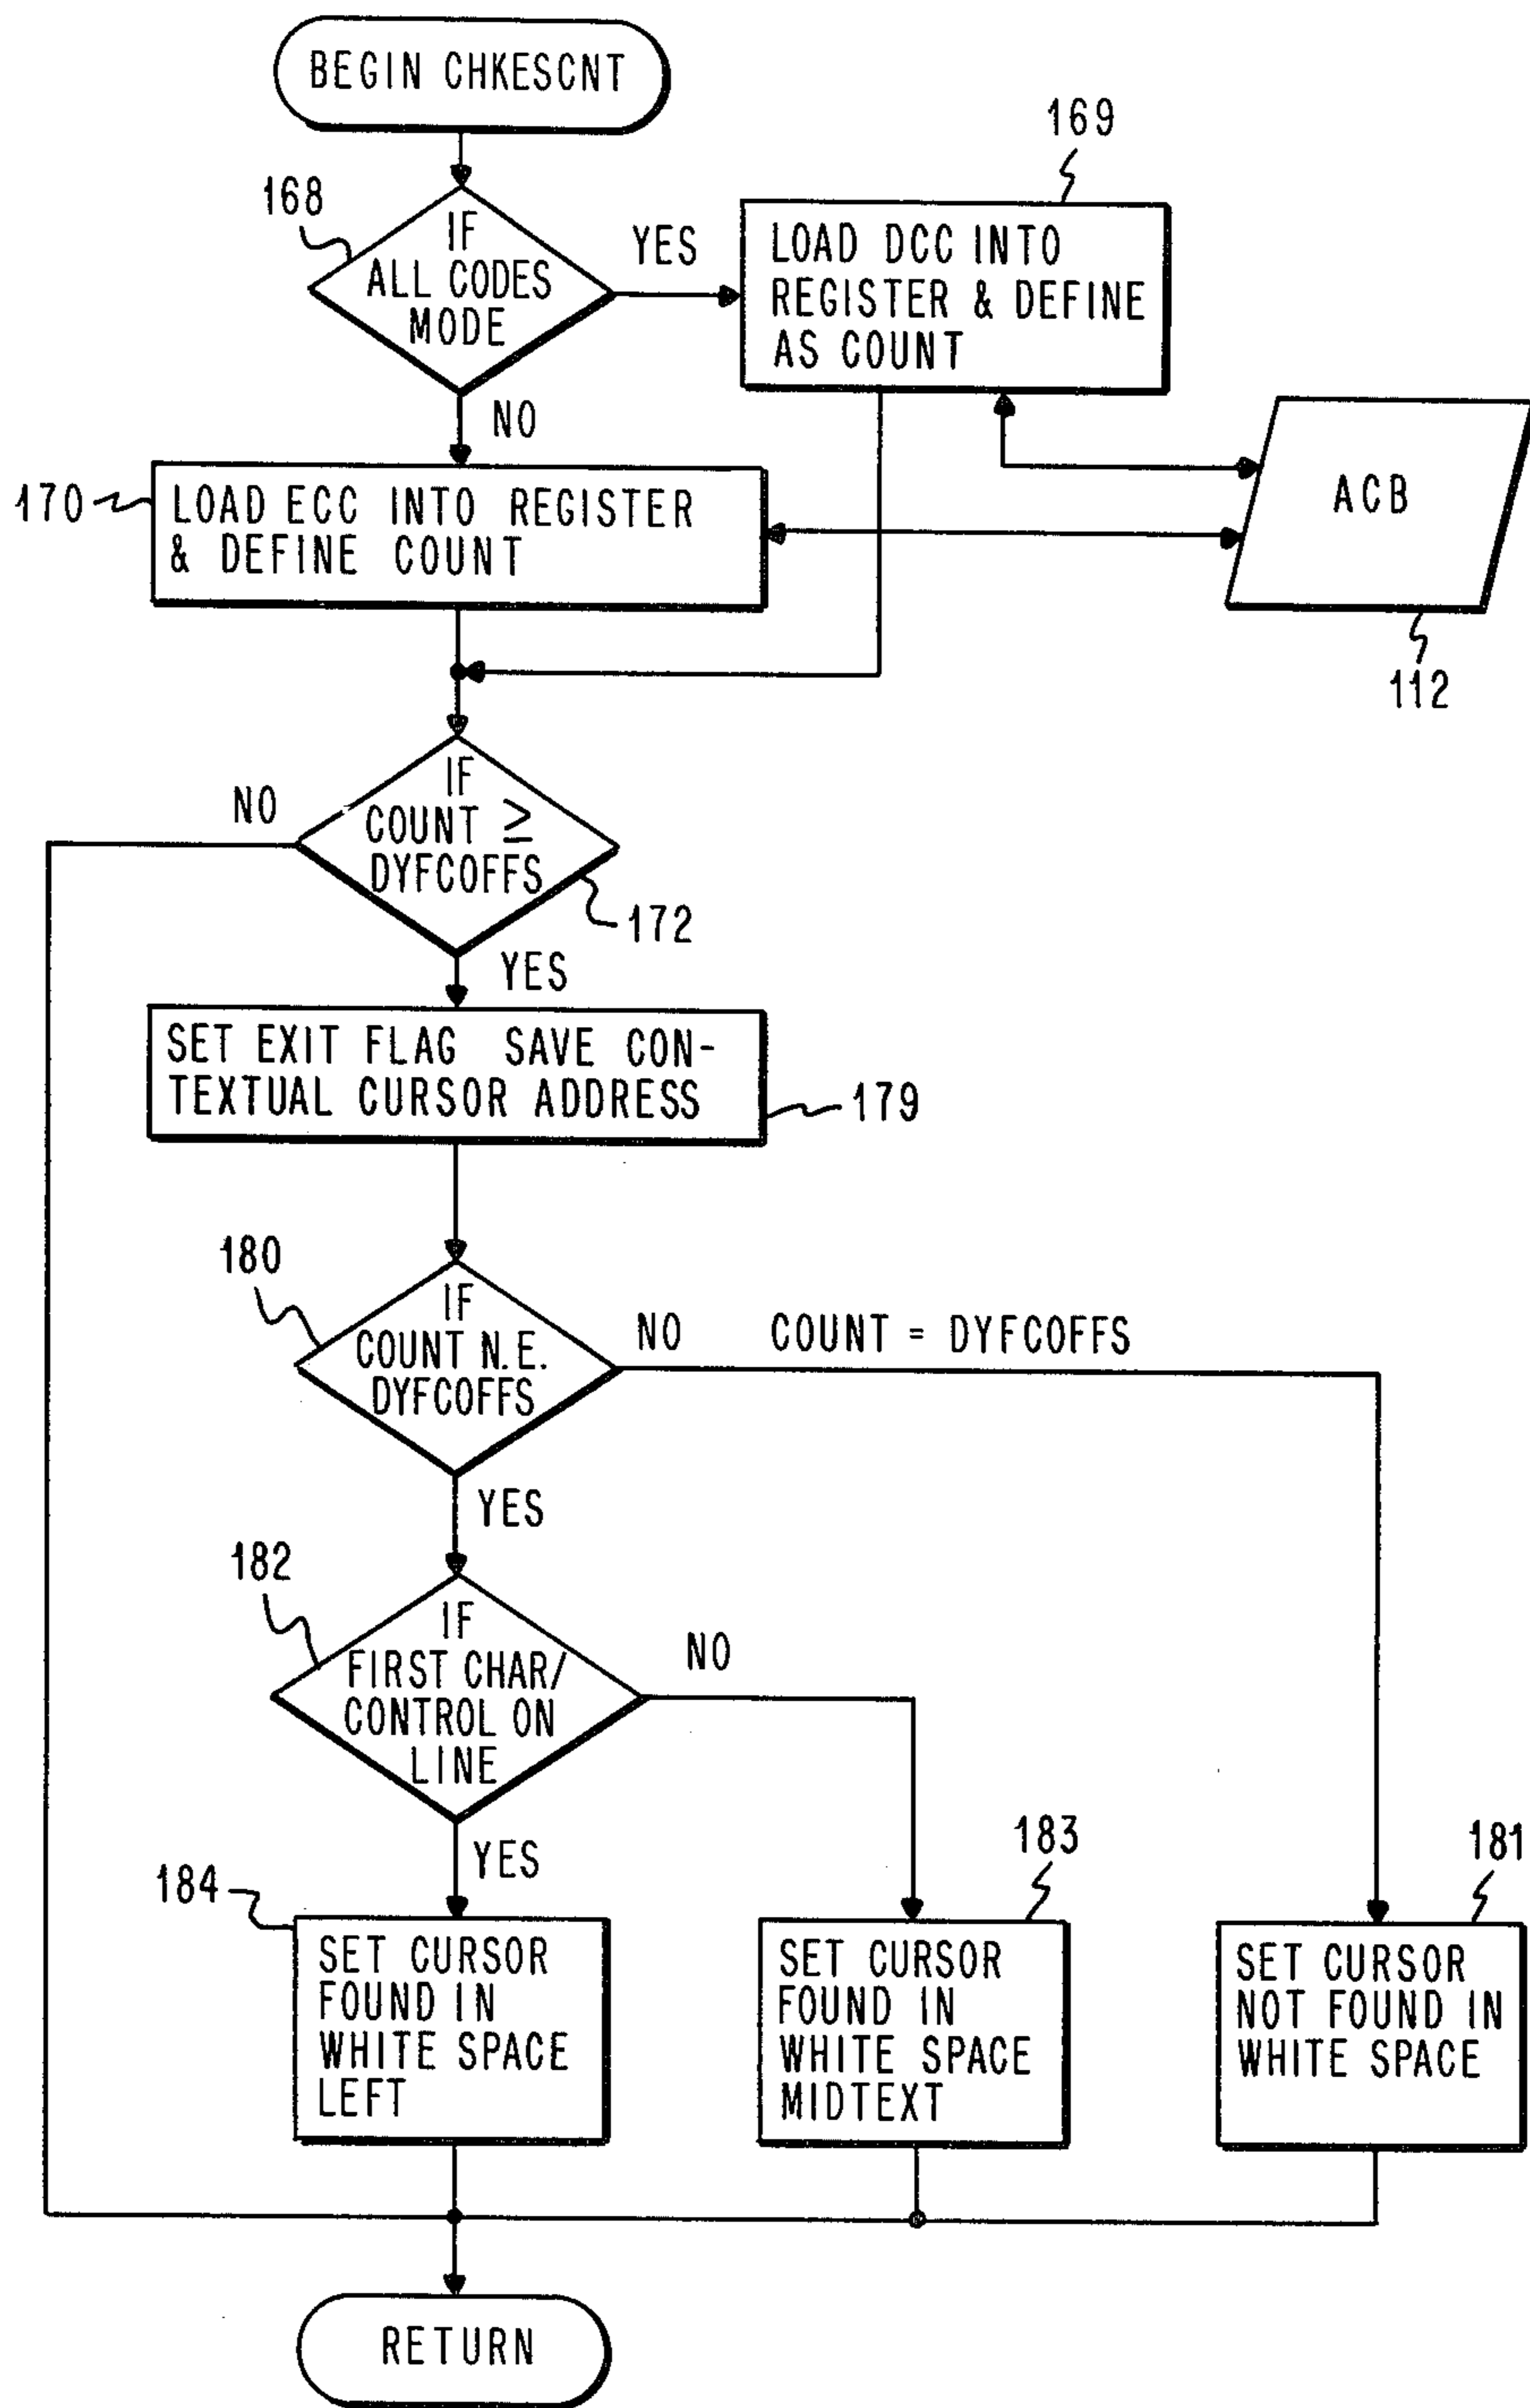 BEGIN CHKESCNT
169
168
IF
ALL CODES
MODE
YES
LOAD DCC INTO
REGISTER & DEFINE
AS COUNT
NO
170
LOAD ECC INTO REGISTER
& DEFINE COUNT
ACB
112
IF
COUNT ≥
DYFCOFFS
NO
172
YES
SET EXIT FLAG SAVE CON-
TEXTUAL CURSOR ADDRESS
179
180
IF
COUNT N.E.
DYFCOFFS
NO COUNT = DYFCOFFS
YES
182
IF
FIRST CHAR/
CONTROL ON
LINE
NO
YES
184
SET CURSOR
FOUND IN
WHITE SPACE
LEFT
183
SET CURSOR
FOUND IN
WHITE SPACE
MIDTEXT
181
SET CURSOR
NOT FOUND IN
WHITE SPACE
RETURN